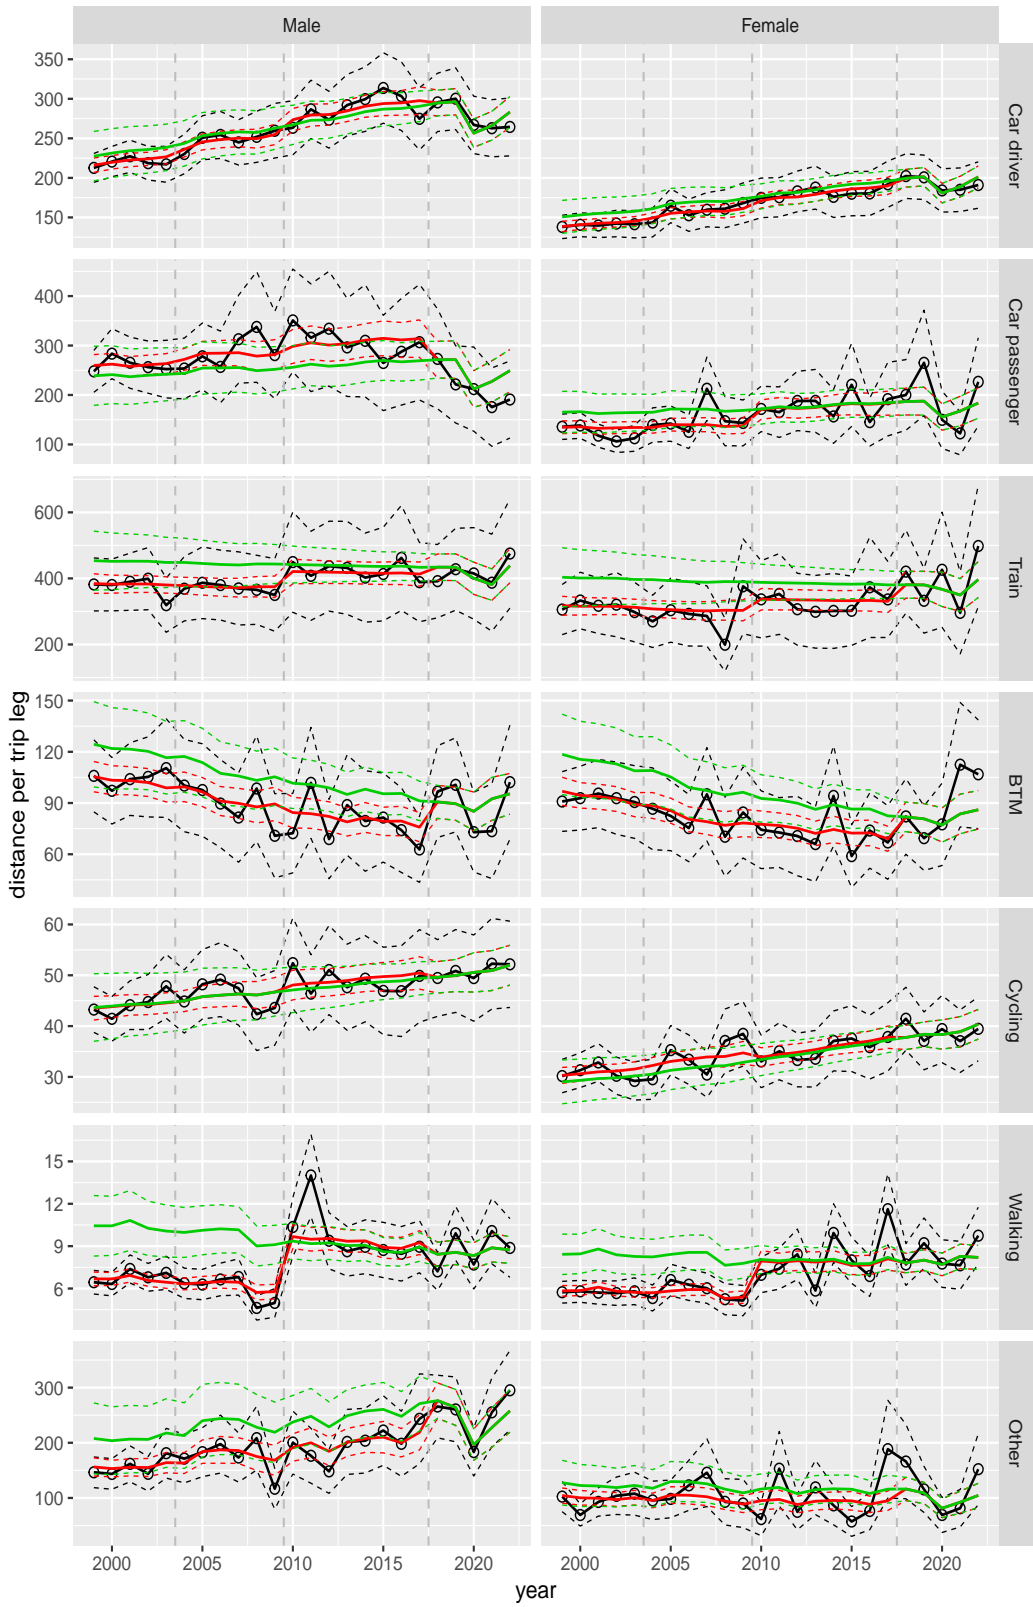 Male Female
350
300
250
200
150
Car driver
400
300
200
100
Car passenger
600
400
200
Train
150
120
90
60
BTM
60
50
40
30
Cycling
15
12
9
6
Walking
300
200
100
Other
distance per trip leg
2000 2005 2010 2015 2020 2000 2005 2010 2015 2020
year